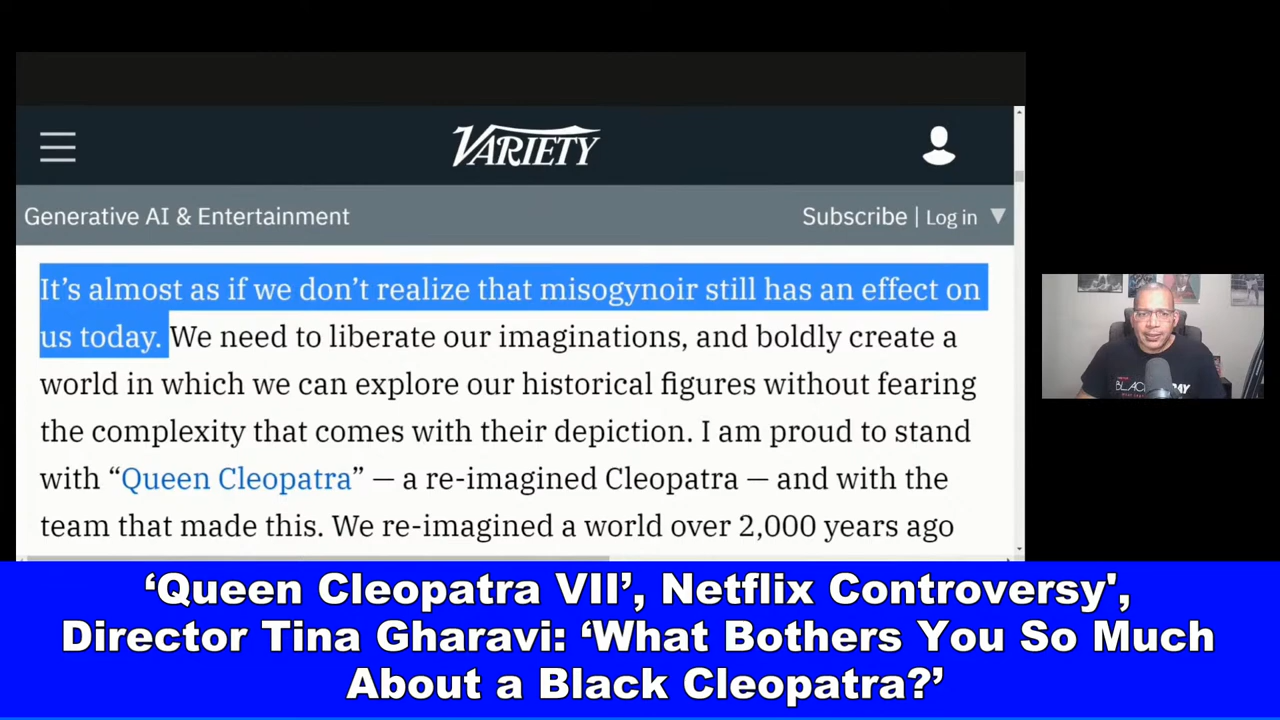 VARIETY
Generative AI & Entertainment
Subscribe | Log in ▼
It’s almost as if we don’t realize that misogynoir still has an effect on
us today. We need to liberate our imaginations, and boldly create a
world in which we can explore our historical figures without fearing
the complexity that comes with their depiction. I am proud to stand
with “Queen Cleopatra” — a re-imagined Cleopatra — and with the
team that made this. We re-imagined a world over 2,000 years ago
‘Queen Cleopatra VII’, Netflix Controversy',
Director Tina Gharavi: ‘What Bothers You So Much
About a Black Cleopatra?’